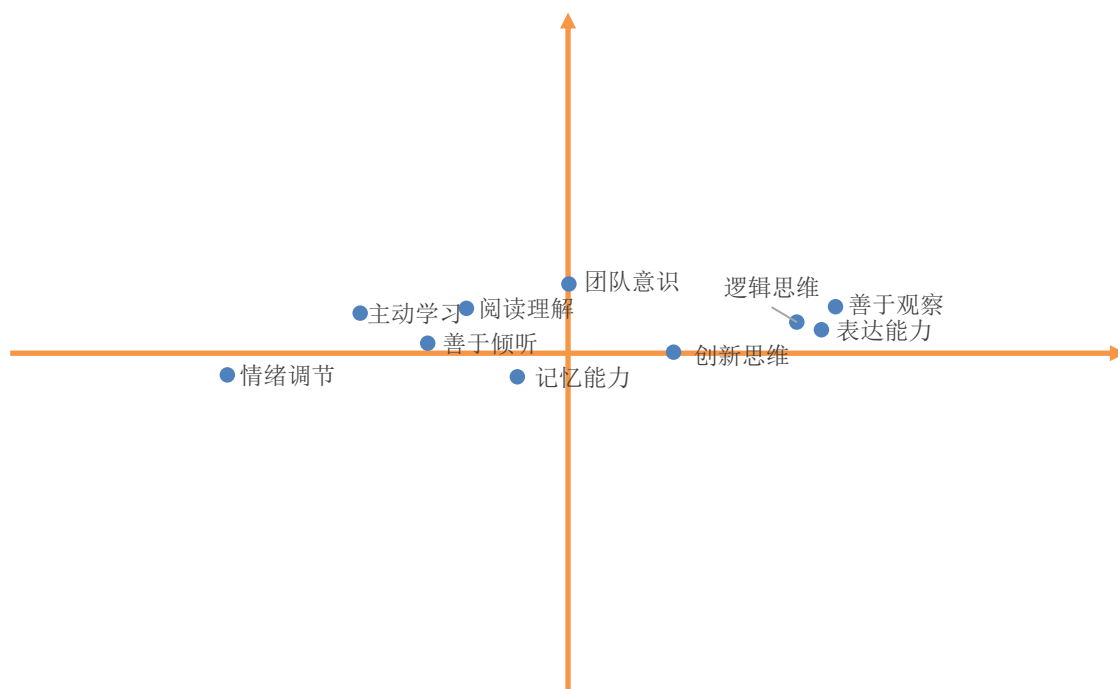 团队意识
逻辑思维
善于观察
主动学习
阅读理解
表达能力
善于倾听
创新思维
情绪调节
记忆能力